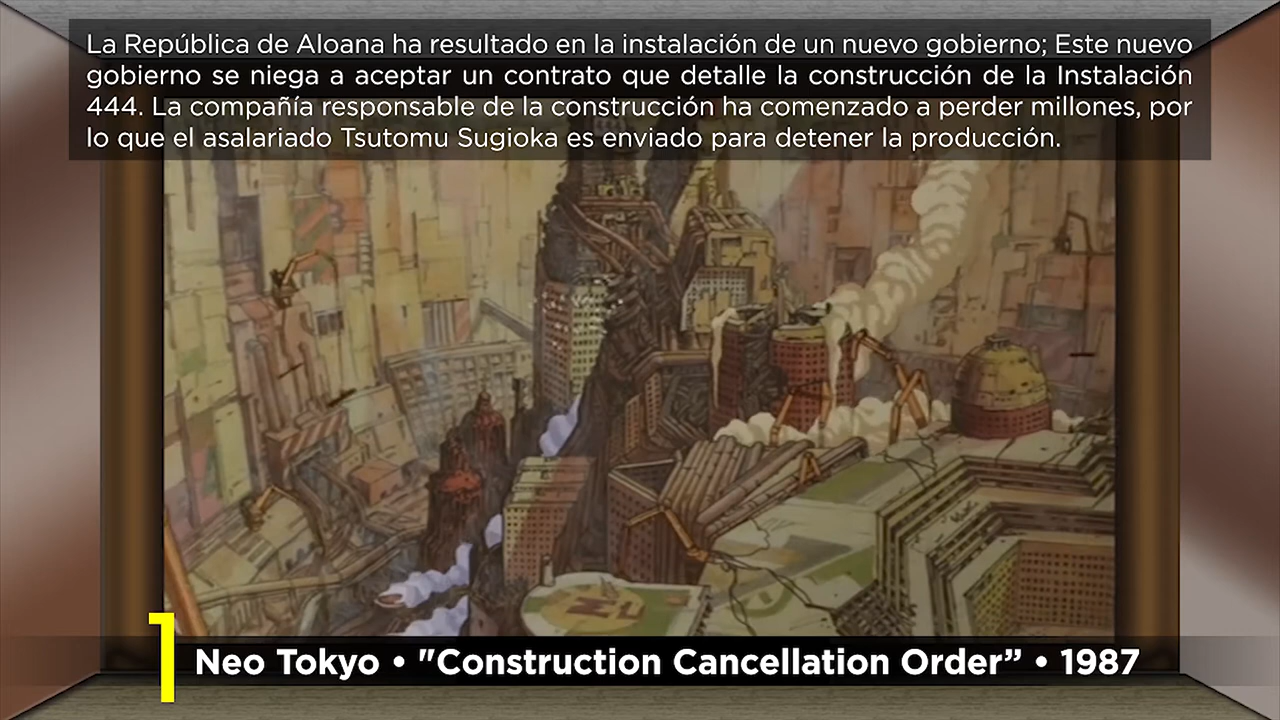 La República de Aloana ha resultado en la instalación de un nuevo gobierno; Este nuevo
gobierno se niega a aceptar un contrato que detalle la construcción de la Instalación
444. La compañía responsable de la construcción ha comenzado a perder millones, por
lo que el asalariado Tsutomu Sugioka es enviado para detener la producción.
1
Neo Tokyo • "Construction Cancellation Order” • 1987